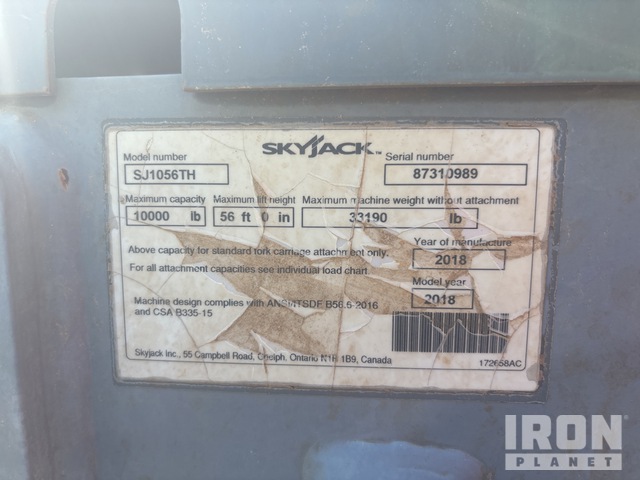 SKYJACK™
Model number
SJ1056TH
Serial number
87310989
Maximum capacity
10000 lb
Maximum lift height
56 ft 0 in
Maximum machine weight without attachment
33190 lb
Above capacity for standard fork carriage attachment only.
For all attachment capacities see individual load chart.
Year of manufacture
2018
Model year
2018
Machine design complies with ANSI/ITSDF B56.6-2016
and CSA B335-15
Skyjack Inc., 55 Campbell Road, Guelph. Ontario N1H 1B9, Canada
172658AC
IRON
PLANET